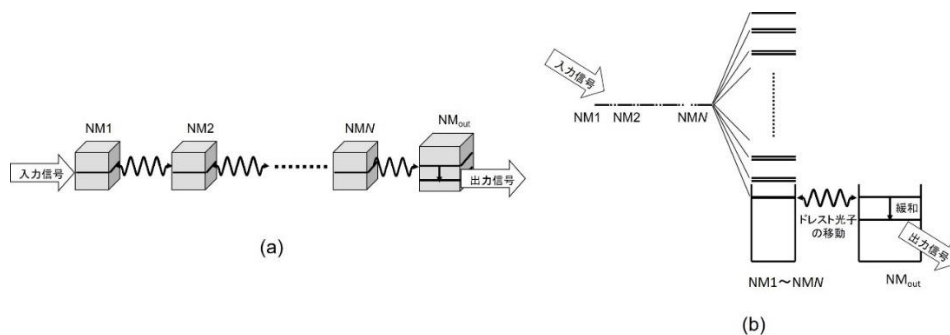 NM1
NM2
NMN
NMout
入力信号
出力信号
(a)
入力信号
NM1 NM2 NMN
ドレスト光子
の移動
緩和
出力信号
NM1～NMN
NMout
(b)